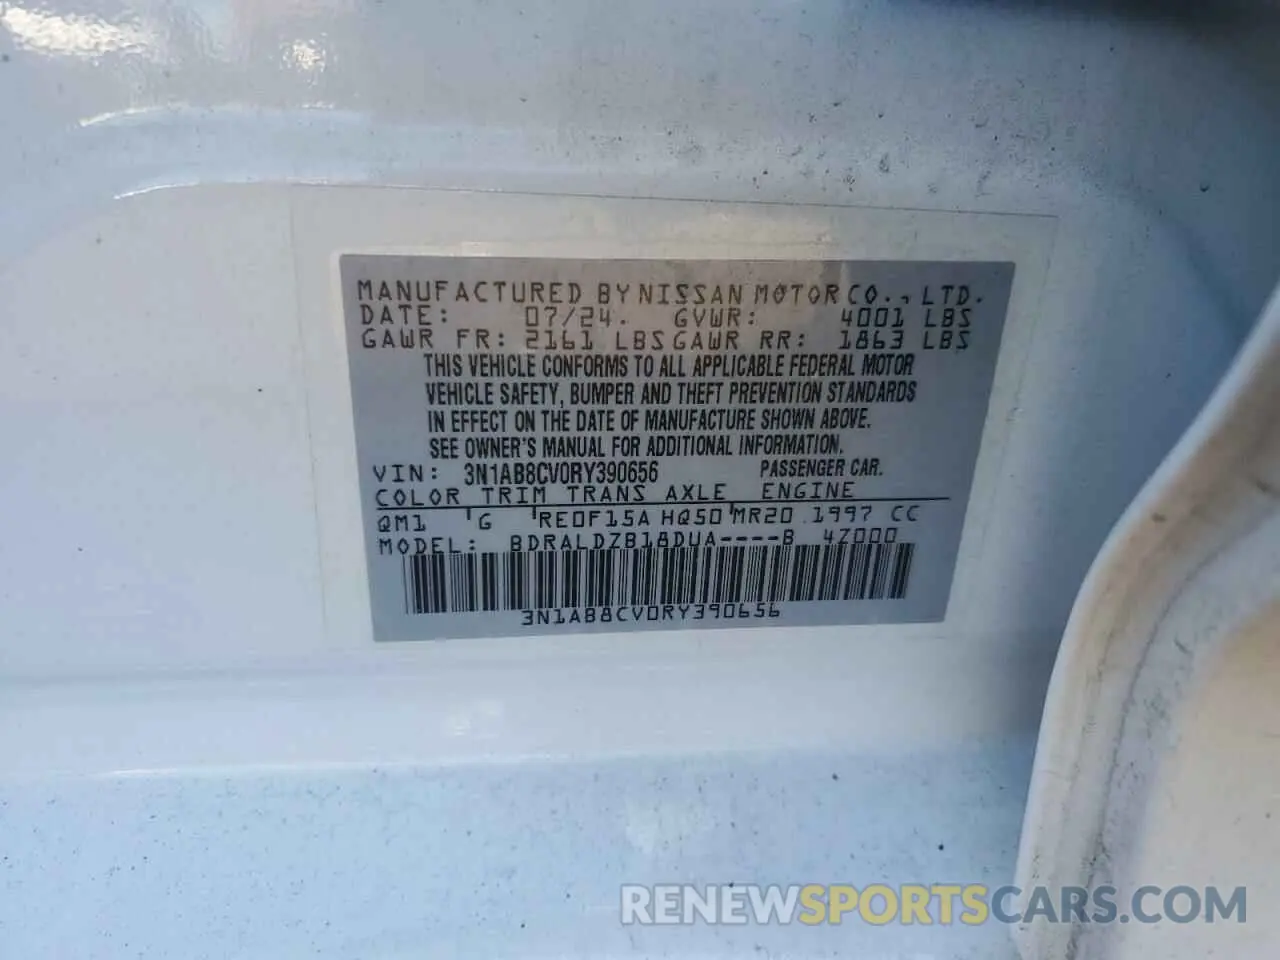 MANUFACTURED BY NISSAN MOTOR CO., LTD.
DATE: 07/24. GVWR: 4001 LBS
GAWR FR: 2161 LBS GAWR RR: 1863 LBS
THIS VEHICLE CONFORMS TO ALL APPLICABLE FEDERAL MOTOR
VEHICLE SAFETY, BUMPER AND THEFT PREVENTION STANDARDS
IN EFFECT ON THE DATE OF MANUFACTURE SHOWN ABOVE.
SEE OWNER'S MANUAL FOR ADDITIONAL INFORMATION.
VIN: 3N1AB8CV0RY390656 PASSENGER CAR.
COLOR TRIM TRANS AXLE ENGINE
QM1 G RE0F15A HQ50 MR20 1997 CC
MODEL: BDRALDZB18DUA----B 4Z000
3N1AB8CV0RY390656
RENEWSPORTSCARS.COM